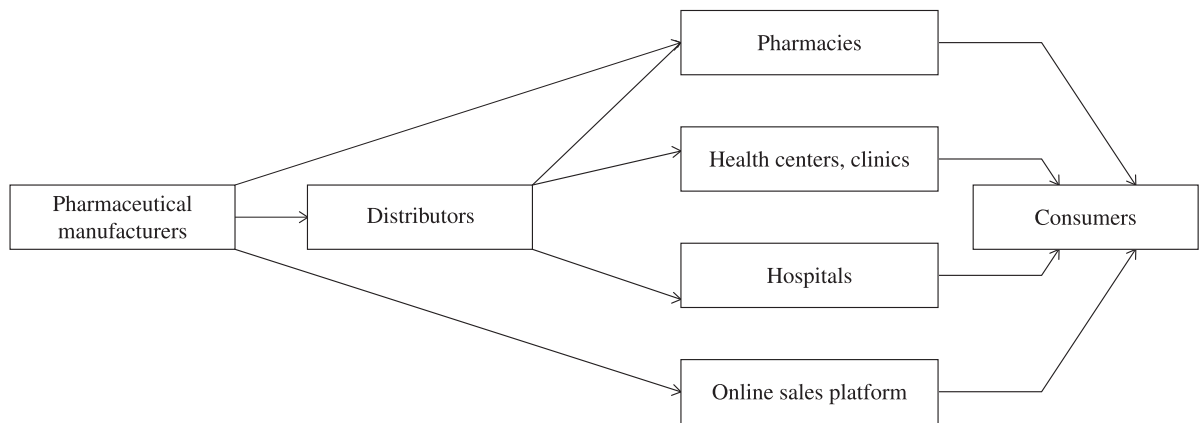 Pharmacies
Health centers, clinics
Pharmaceutical
manufacturers
Distributors
Consumers
Hospitals
Online sales platform